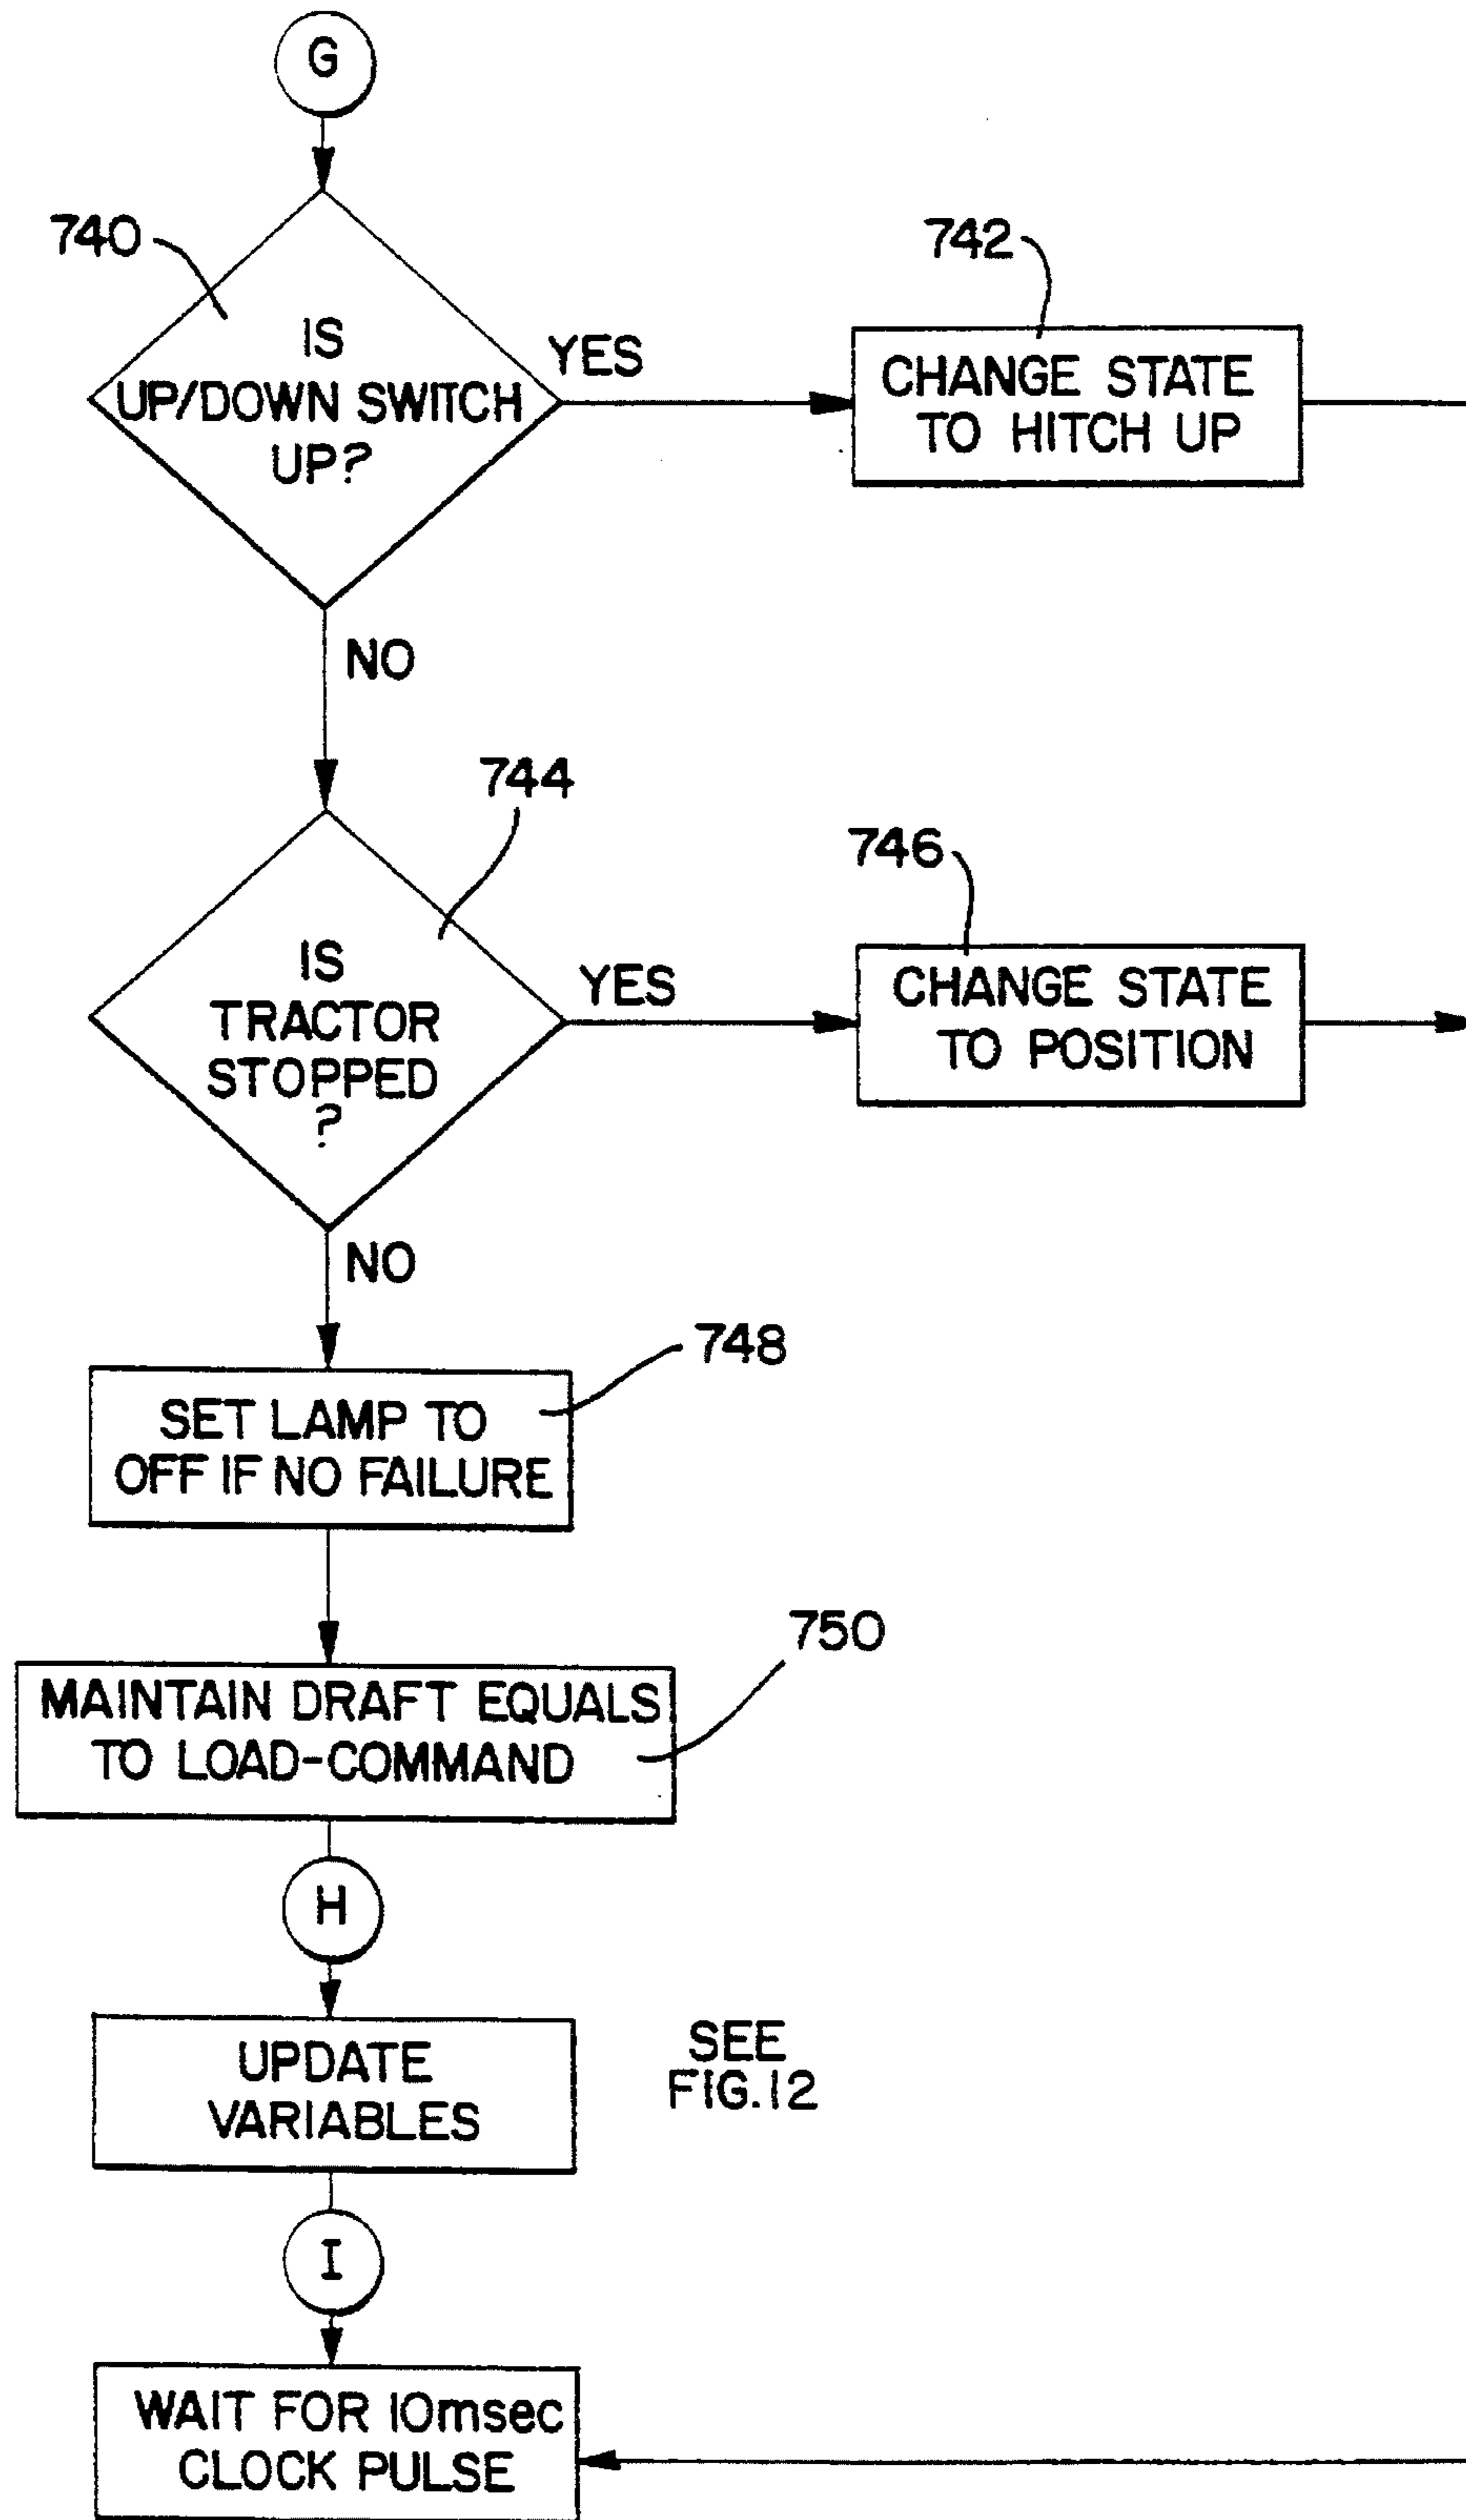 G
740
IS
UP/DOWN SWITCH
UP?
YES
742
CHANGE STATE
TO HITCH UP
NO
744
IS
TRACTOR
STOPPED
?
YES
746
CHANGE STATE
TO POSITION
NO
748
SET LAMP TO
OFF IF NO FAILURE
750
MAINTAIN DRAFT EQUALS
TO LOAD-COMMAND
H
UPDATE
VARIABLES
SEE
FIG.12
I
WAIT FOR 10msec
CLOCK PULSE